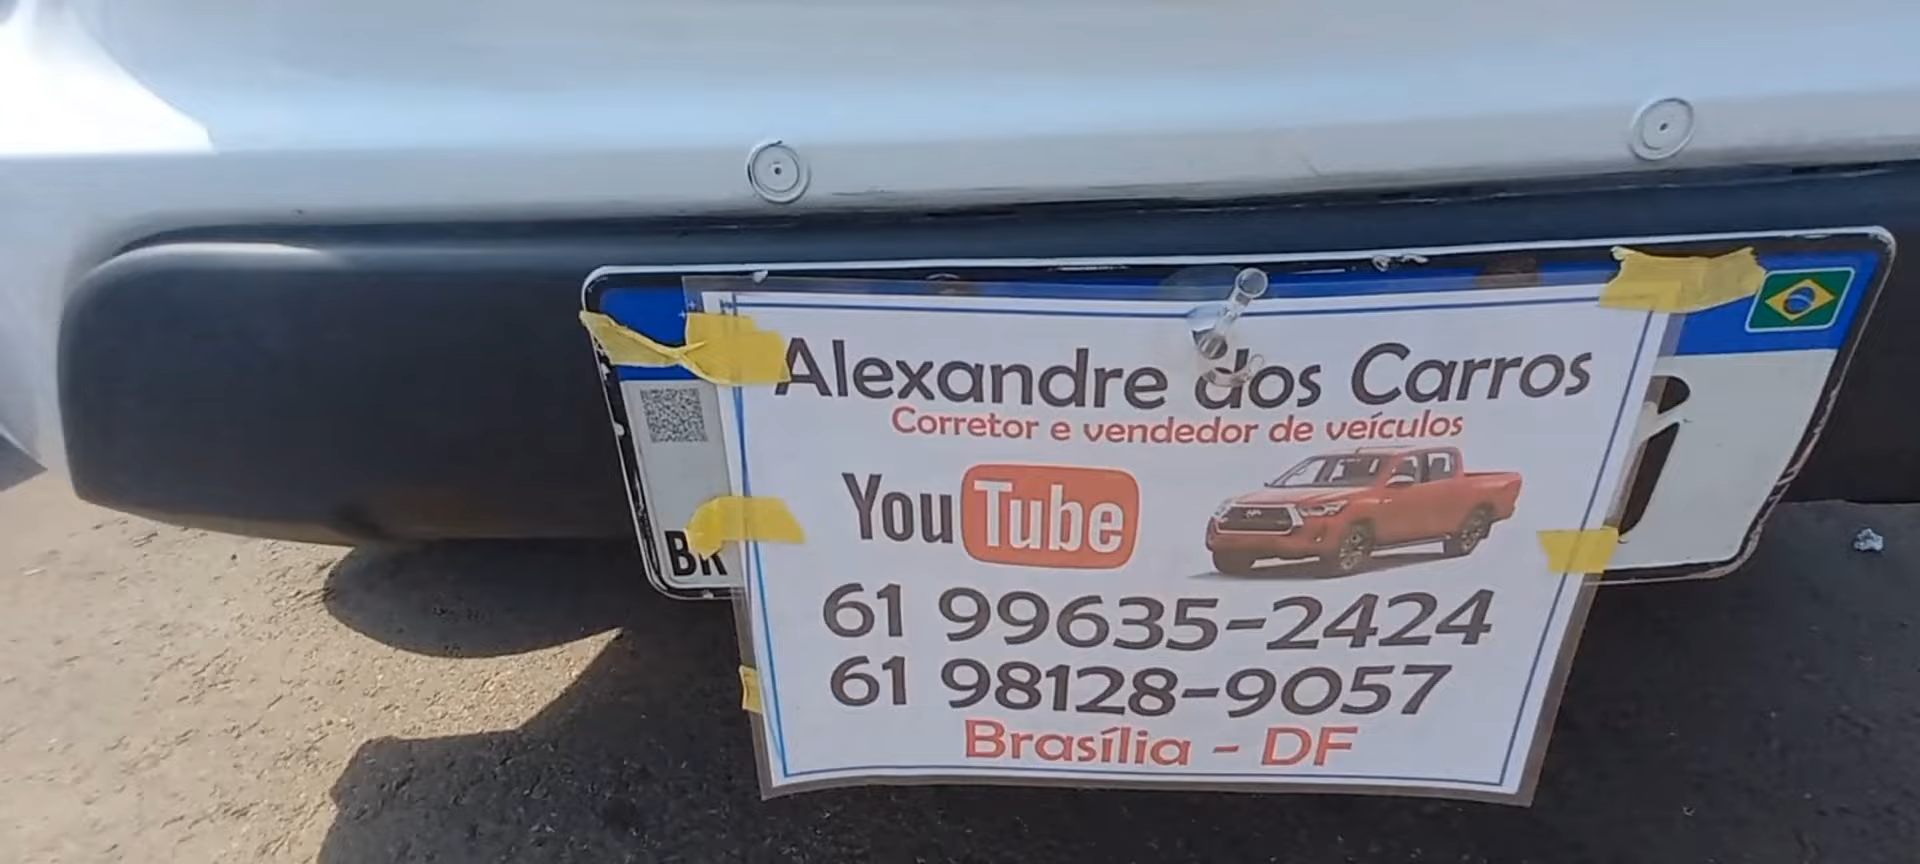 Alexandre dos Carros
Corretor e vendedor de veículos
YouTube
61 99635-2424
61 98128-9057
Brasília - DF
BR